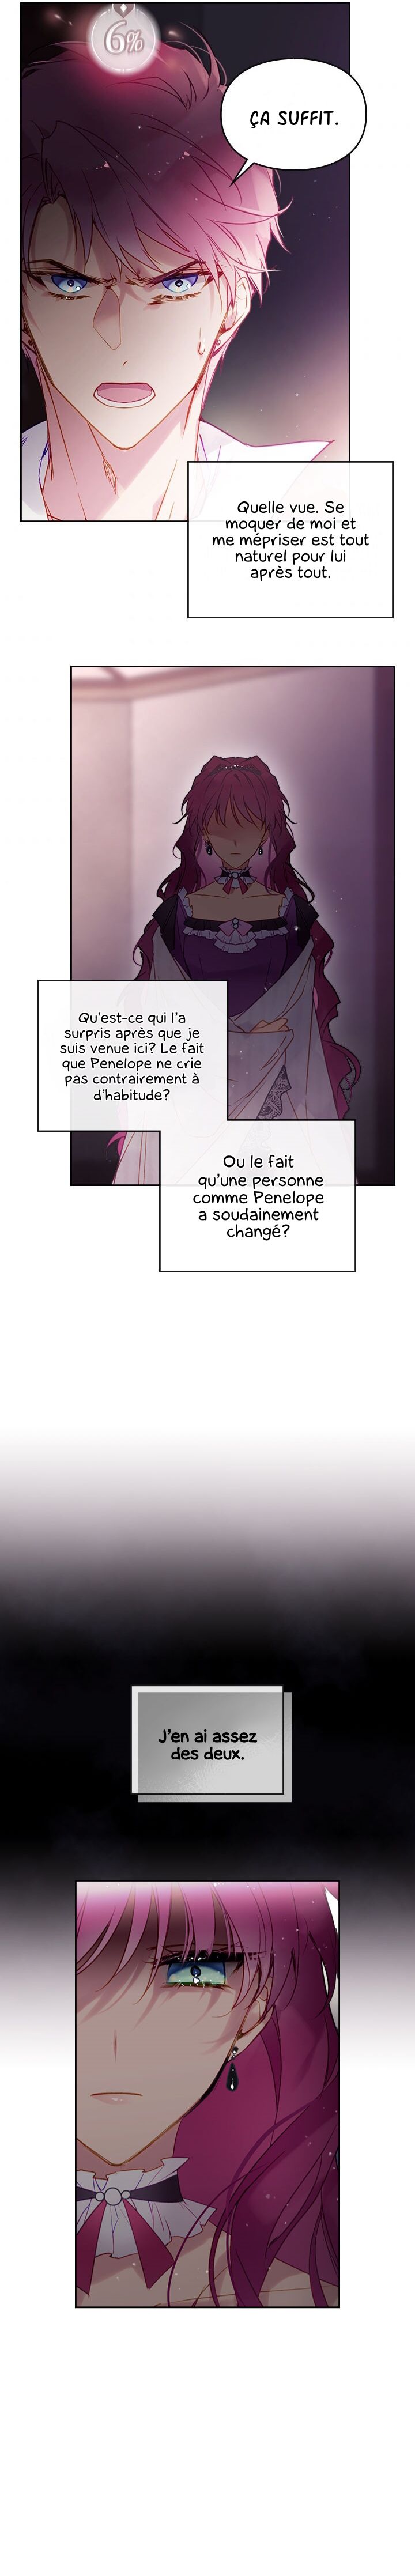 6%
ÇA SUFFIT.
Quelle vue. Se
moquer de moi et
me mépriser est tout
naturel pour lui
après tout.
Qu'est-ce qui l'a
surpris après que je
suis venue ici? Le fait
que Penelope ne crie
pas contrairement à
d'habitude?
Ou le fait
qu'une personne
comme Penelope
a soudainement
changé?
J'en ai assez
des deux.